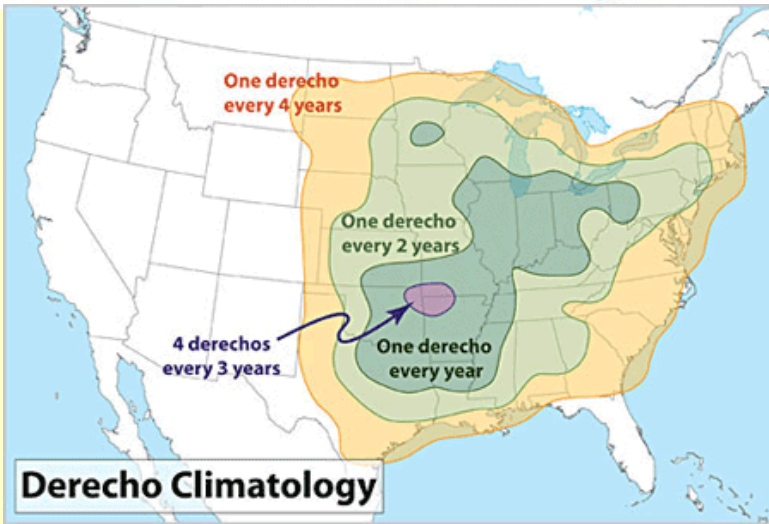 One derecho
every 4 years
One derecho
every 2 years
4 derechos
every 3 years
One derecho
every year
Derecho Climatology